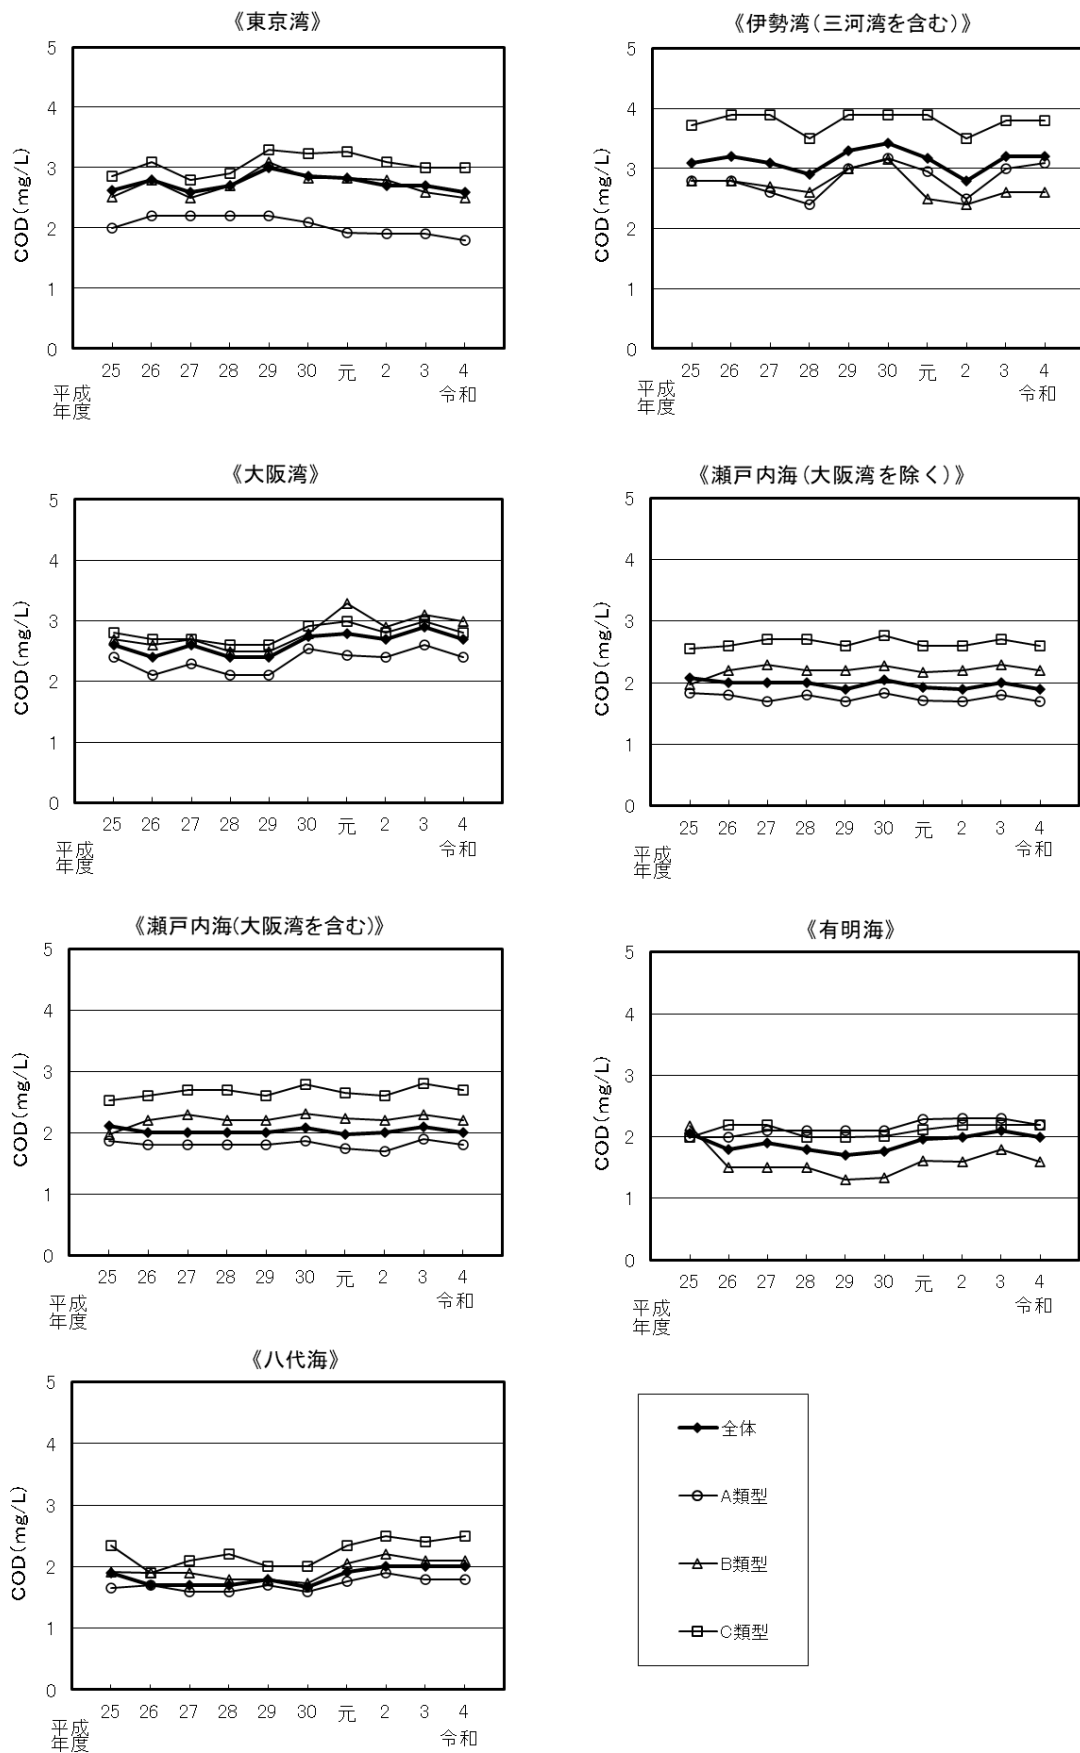 《東京湾》
5
4
3
2
1
0
COD(mg/L)
25 26 27 28 29 30 元 2 3 4
平成
年度
令和
《伊勢湾(三河湾を含む)》
5
4
3
2
1
0
COD(mg/L)
25 26 27 28 29 30 元 2 3 4
平成
年度
令和
《大阪湾》
5
4
3
2
1
0
COD(mg/L)
25 26 27 28 29 30 元 2 3 4
平成
年度
令和
《瀬戸内海(大阪湾を除く)》
5
4
3
2
1
0
COD(mg/L)
25 26 27 28 29 30 元 2 3 4
平成
年度
令和
《瀬戸内海(大阪湾を含む)》
5
4
3
2
1
0
COD(mg/L)
25 26 27 28 29 30 元 2 3 4
平成
年度
令和
《有明海》
5
4
3
2
1
0
COD(mg/L)
25 26 27 28 29 30 元 2 3 4
平成
年度
令和
《八代海》
5
4
3
2
1
0
COD(mg/L)
25 26 27 28 29 30 元 2 3 4
平成
年度
令和
全体
A類型
B類型
C類型